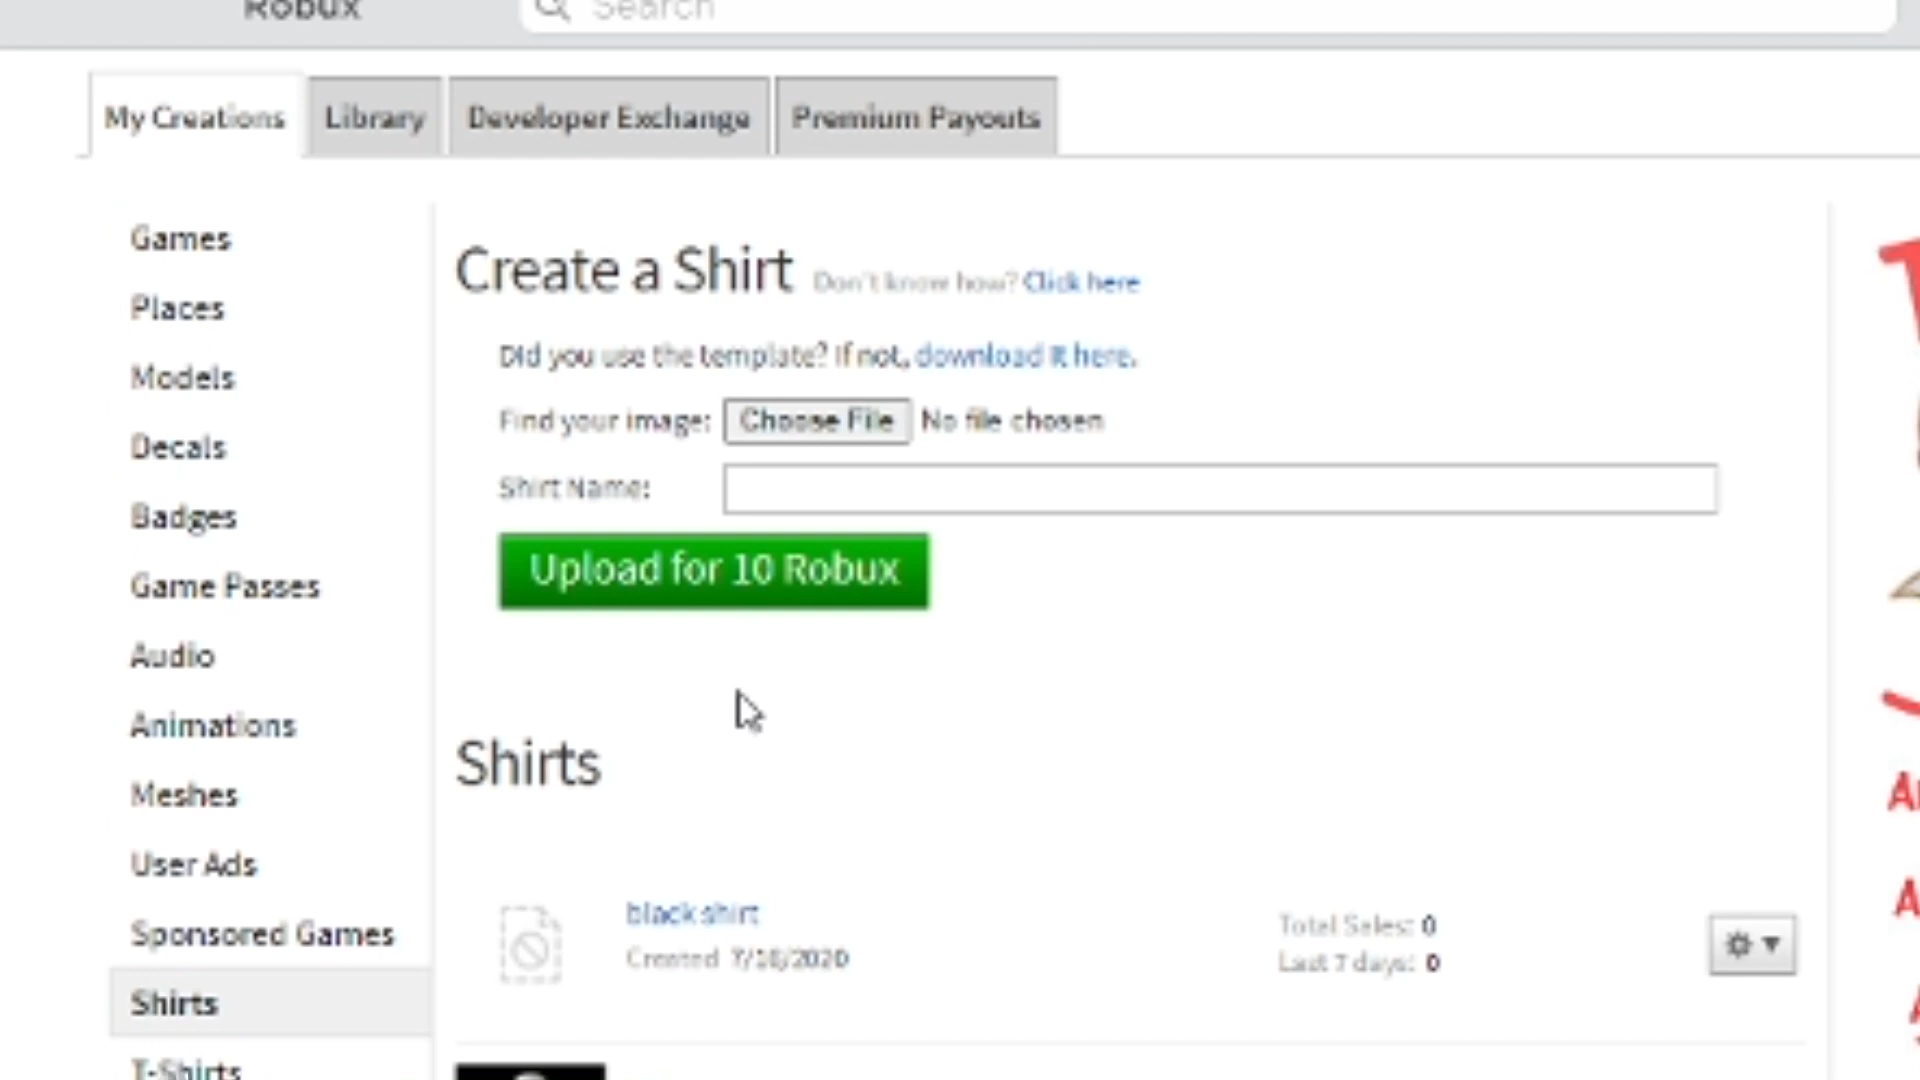 Robux
Search
My Creations
Library
Developer Exchange
Premium Payouts
Games
Places
Models
Decals
Badges
Game Passes
Audio
Animations
Meshes
User Ads
Sponsored Games
Shirts
T-Shirts
Create a Shirt Don't know how? Click here
Did you use the template? If not, download it here.
Find your image: Choose File No file chosen
Shirt Name:
Upload for 10 Robux
Shirts
black shirt
Created
Total Sales: 0
Last 7 days: 0